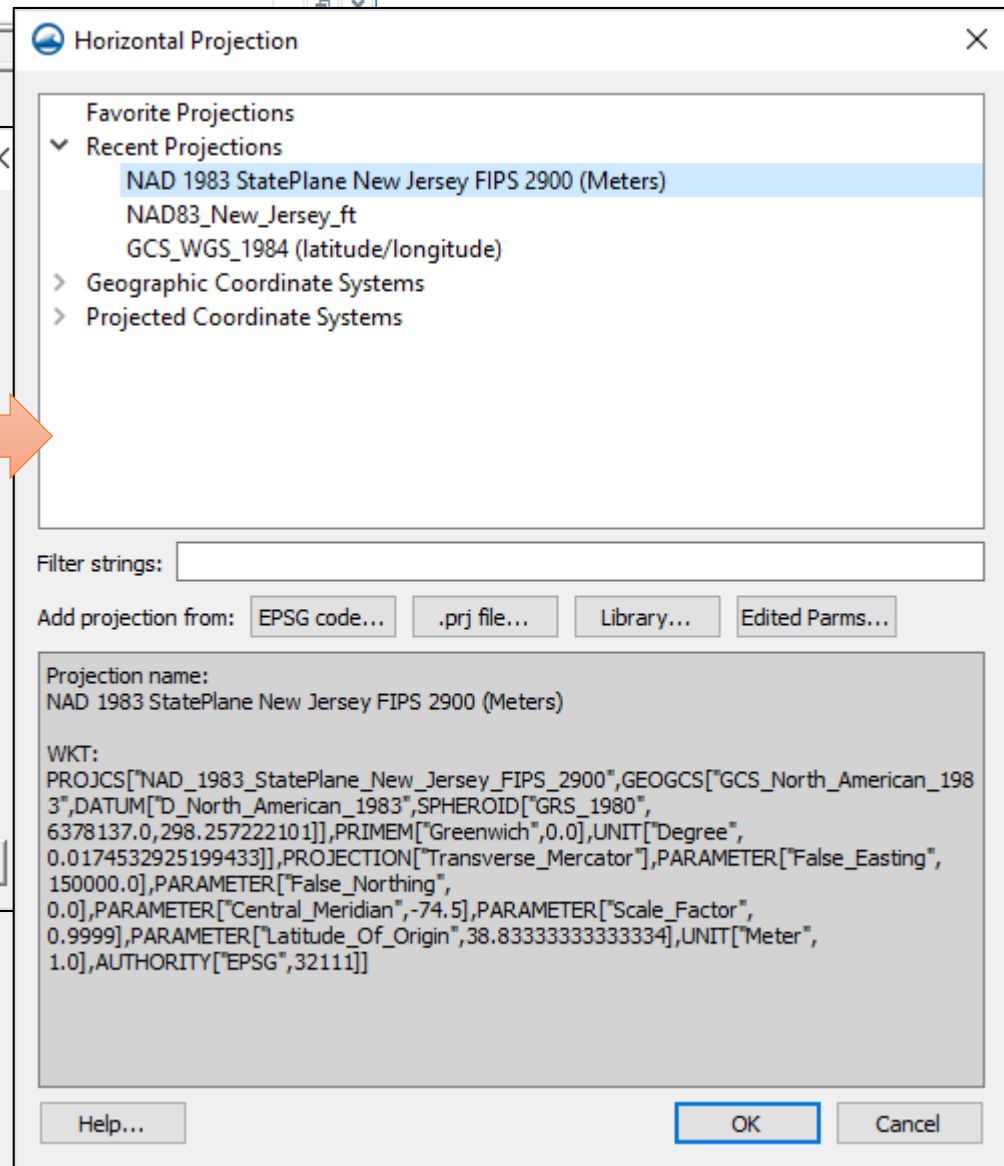 Horizontal Projection
Favorite Projections
Recent Projections
NAD 1983 StatePlane New Jersey FIPS 2900 (Meters)
NAD83_New_Jersey_ft
GCS_WGS_1984 (latitude/longitude)
Geographic Coordinate Systems
Projected Coordinate Systems
Filter strings:
Add projection from: EPSG code... .prj file... Library... Edited Parms...
Projection name:
NAD 1983 StatePlane New Jersey FIPS 2900 (Meters)
WKT:
PROJCS["NAD_1983_StatePlane_New_Jersey_FIPS_2900",GEOGCS["GCS_North_American_198
3",DATUM["D_North_American_1983",SPHEROID["GRS_1980",
6378137.0,298.257222101]],PRIMEM["Greenwich",0.0],UNIT["Degree",
0.0174532925199433]],PROJECTION["Transverse_Mercator"],PARAMETER["False_Easting",
150000.0],PARAMETER["False_Northing",
0.0],PARAMETER["Central_Meridian",-74.5],PARAMETER["Scale_Factor",
0.9999],PARAMETER["Latitude_Of_Origin",38.83333333333334],UNIT["Meter",
1.0],AUTHORITY["EPSG",32111]]
Help... OK Cancel